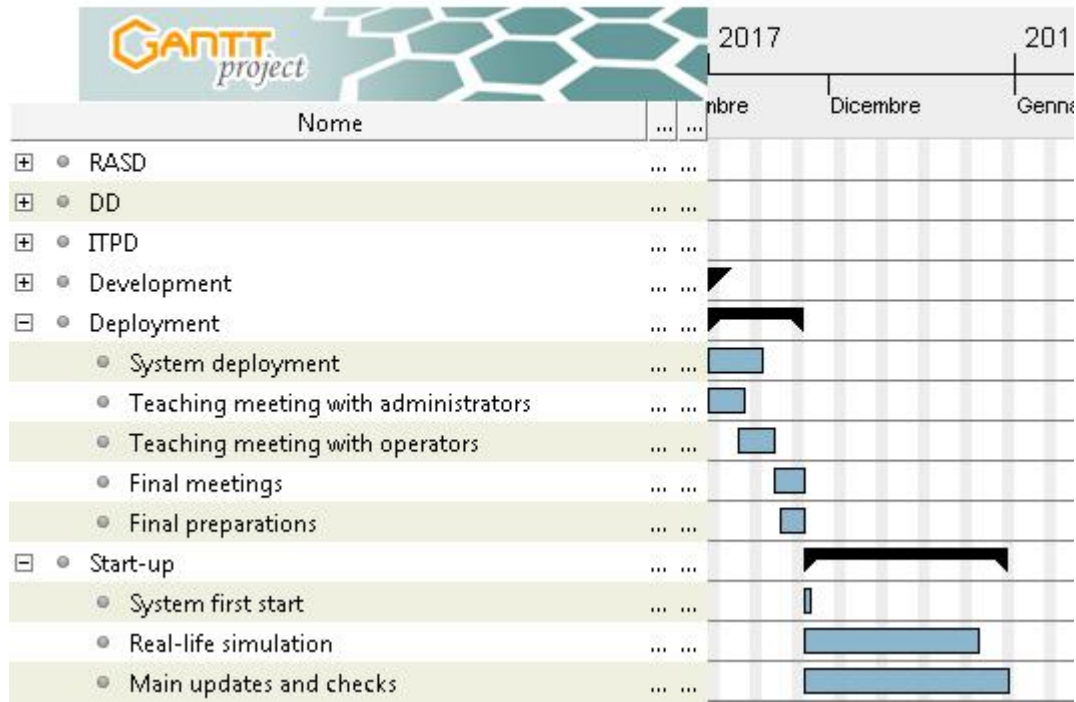 GANTT
project
2017
201
mbre
Dicembre
Genna
Nome
...
...
RASD
... ...
DD
... ...
ITPD
... ...
Development
... ...
Deployment
... ...
System deployment
... ...
Teaching meeting with administrators
... ...
Teaching meeting with operators
... ...
Final meetings
... ...
Final preparations
... ...
Start-up
... ...
System first start
... ...
Real-life simulation
... ...
Main updates and checks
... ...